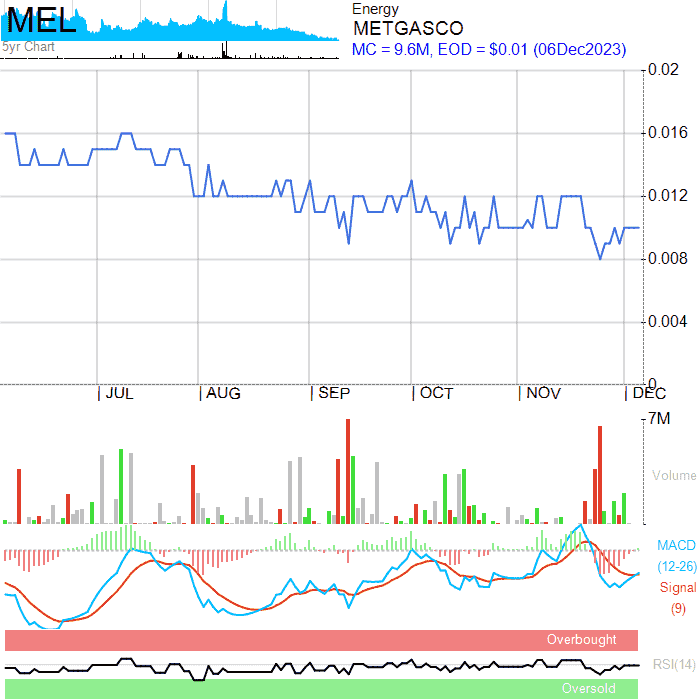 MEL
5yr Chart
Energy
METGASCO
MC = 9.6M, EOD = $0.01 (06Dec2023)
0.02
0.016
0.012
0.008
0.004
0
JUL AUG SEP OCT NOV DEC
7M
Volume
MACD
(12-26)
Signal
(9)
Overbought
RSI(14)
Oversold